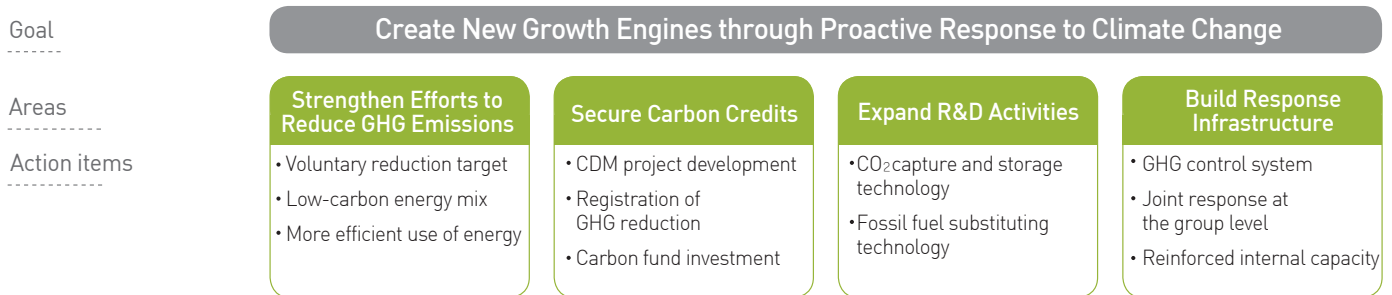 Goal
Create New Growth Engines through Proactive Response to Climate Change
Areas
Strengthen Efforts to
Reduce GHG Emissions
Secure Carbon Credits
Expand R&D Activities
Build Response
Infrastructure
Action items
• Voluntary reduction target
• Low-carbon energy mix
• More efficient use of energy
• CDM project development
• Registration of
GHG reduction
• Carbon fund investment
•CO₂capture and storage
technology
•Fossil fuel substituting
technology
• GHG control system
• Joint response at
the group level
• Reinforced internal capacity